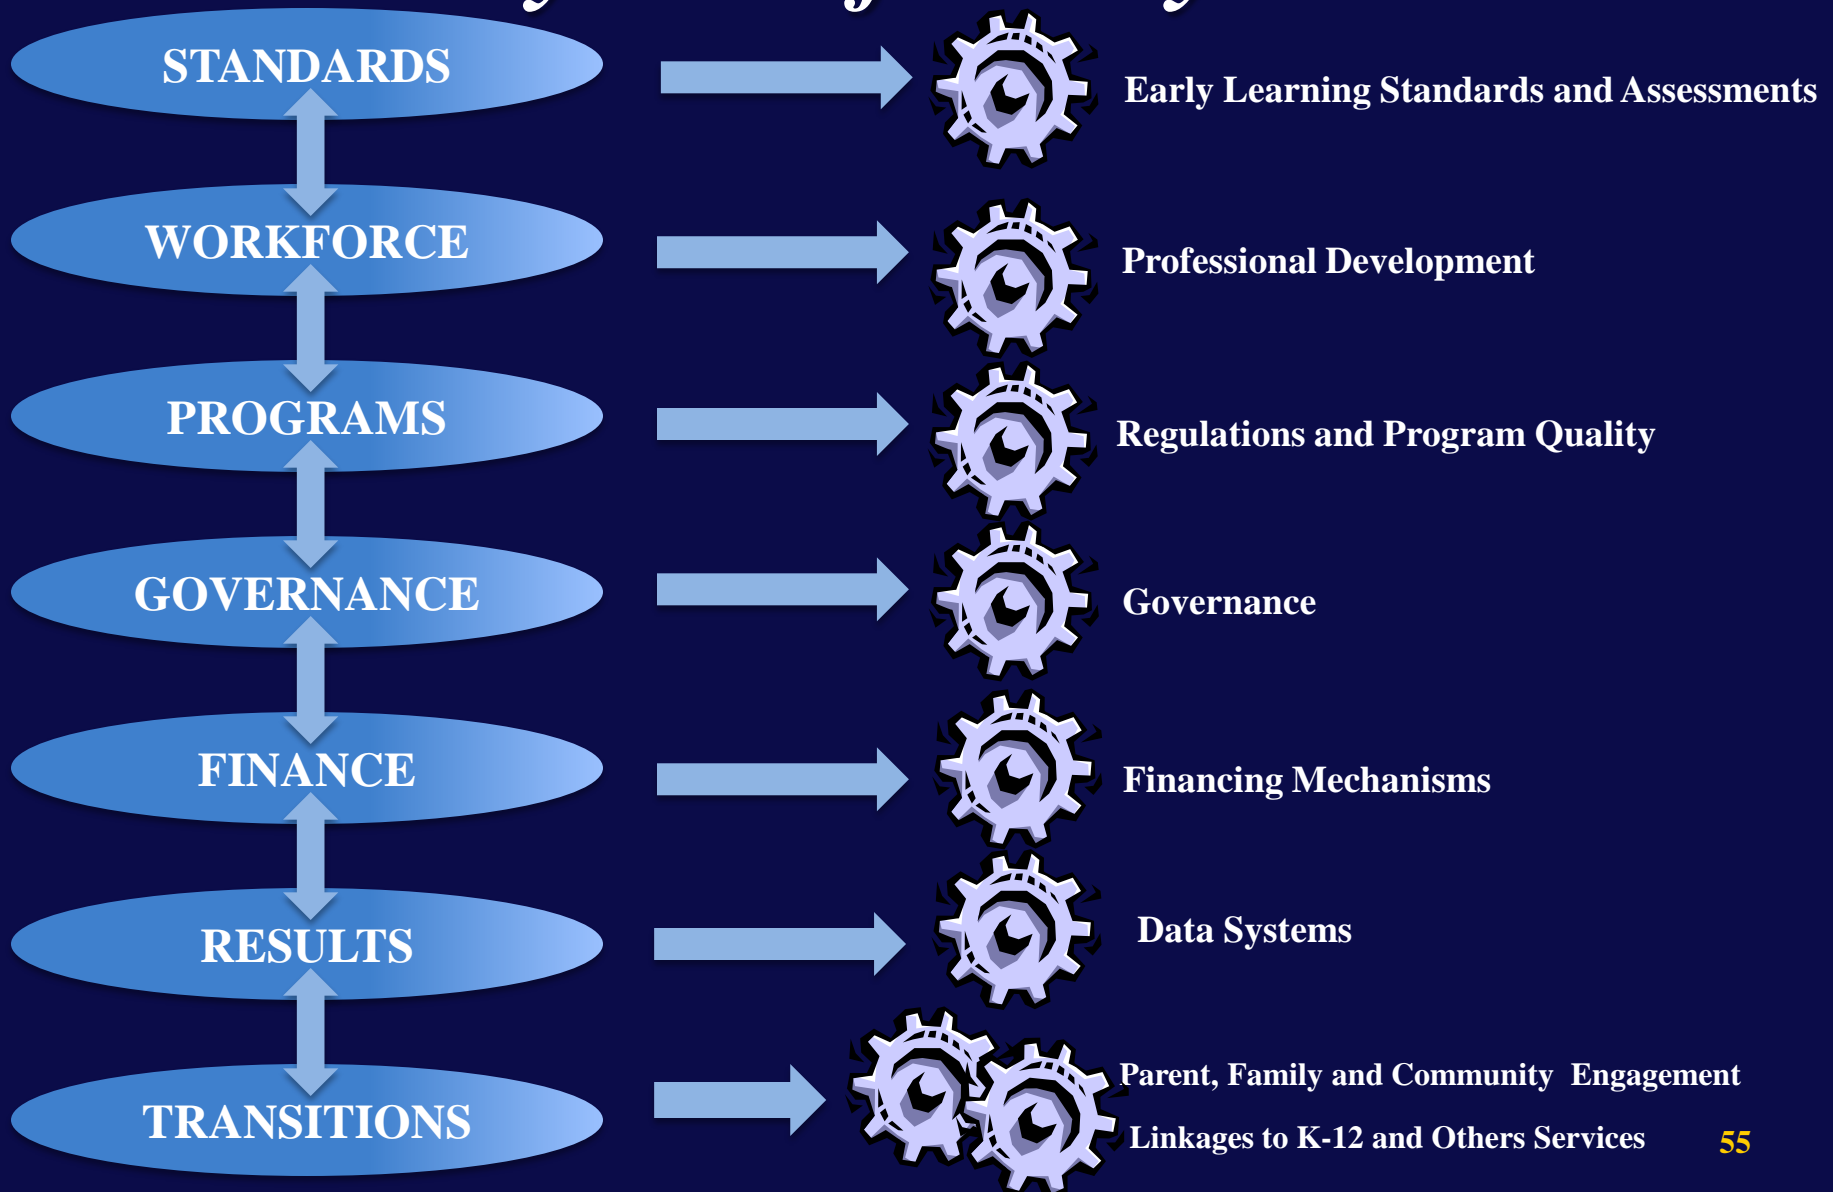 STANDARDS
Early Learning Standards and Assessments
WORKFORCE
Professional Development
PROGRAMS
Regulations and Program Quality
GOVERNANCE
Governance
FINANCE
Financing Mechanisms
RESULTS
Data Systems
TRANSITIONS
Parent, Family and Community Engagement
Linkages to K-12 and Others Services
55